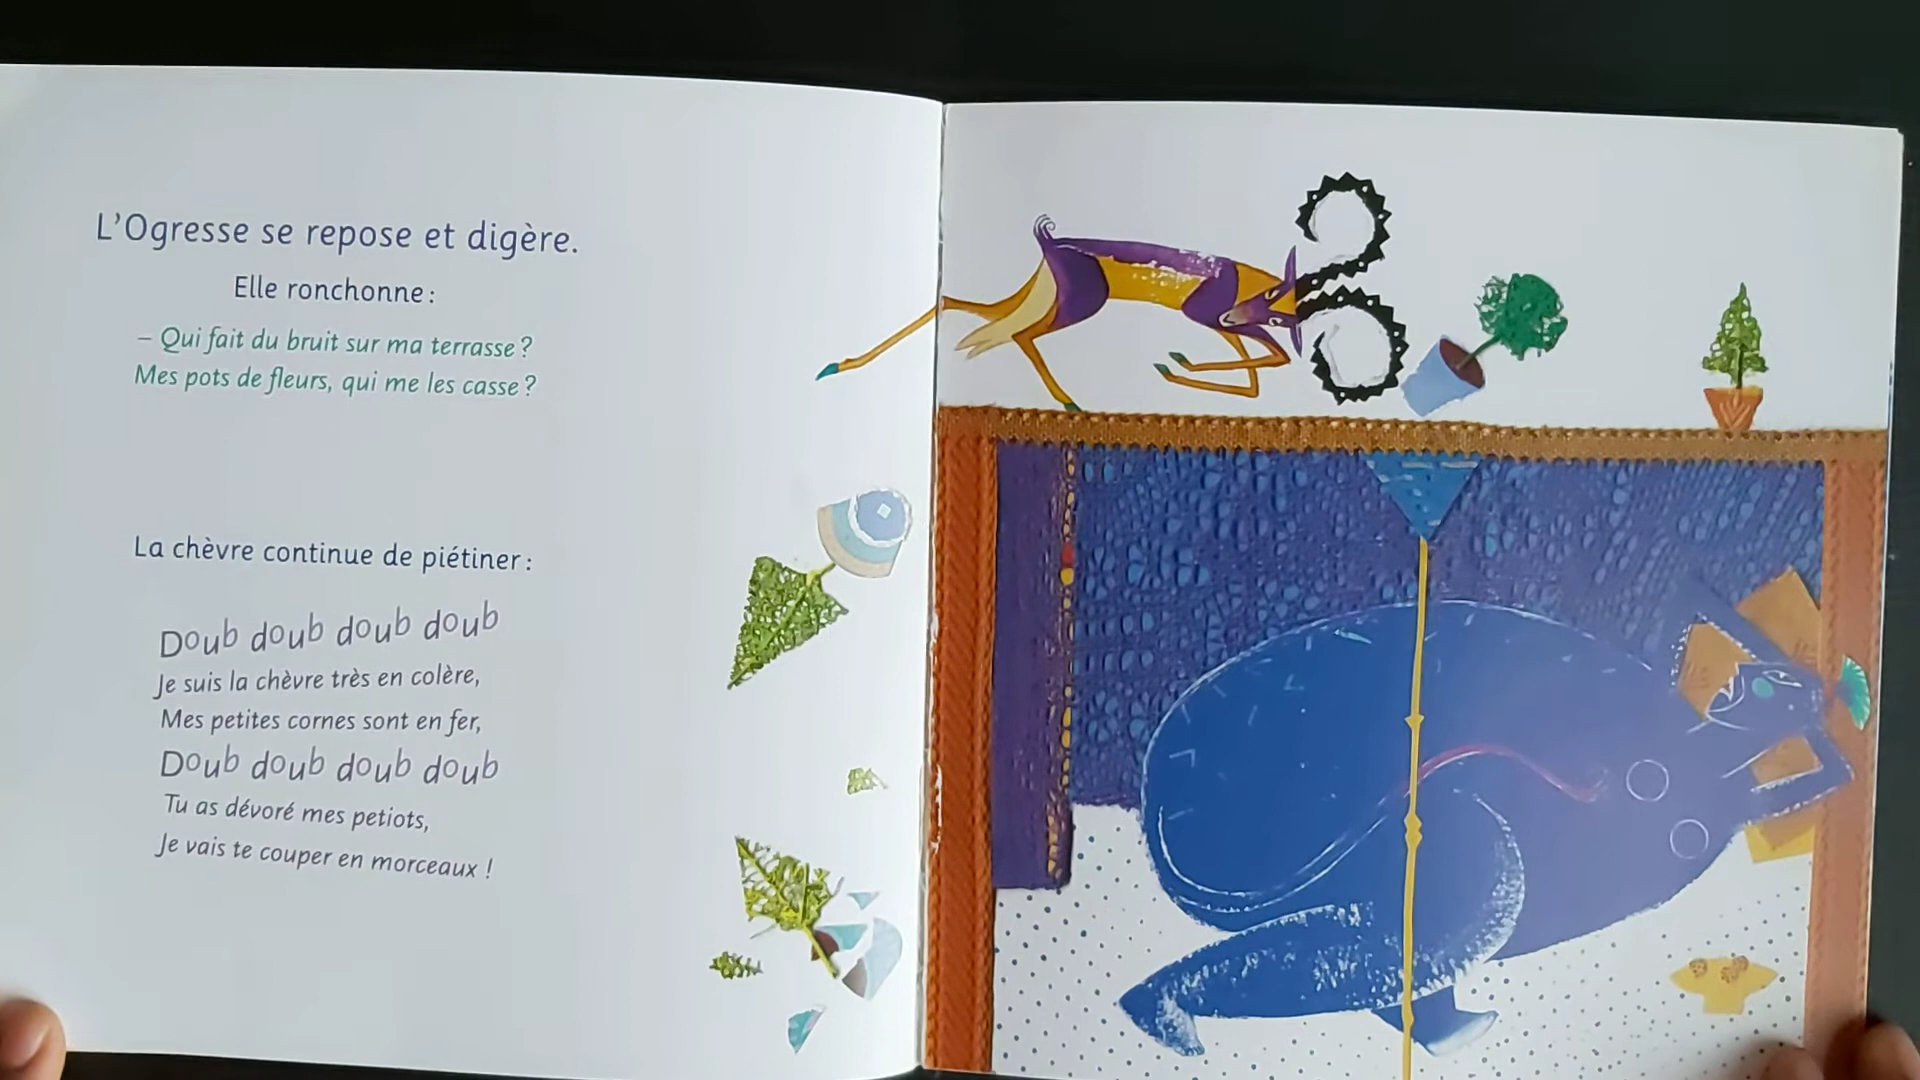 L'Ogresse se repose et digère.
Elle ronchonne :
– Qui fait du bruit sur ma terrasse ?
Mes pots de fleurs, qui me les casse ?
La chèvre continue de piétiner :
Doub doub doub doub
Je suis la chèvre très en colère,
Mes petites cornes sont en fer,
Doub doub doub doub
Tu as dévoré mes petiots,
Je vais te couper en morceaux !